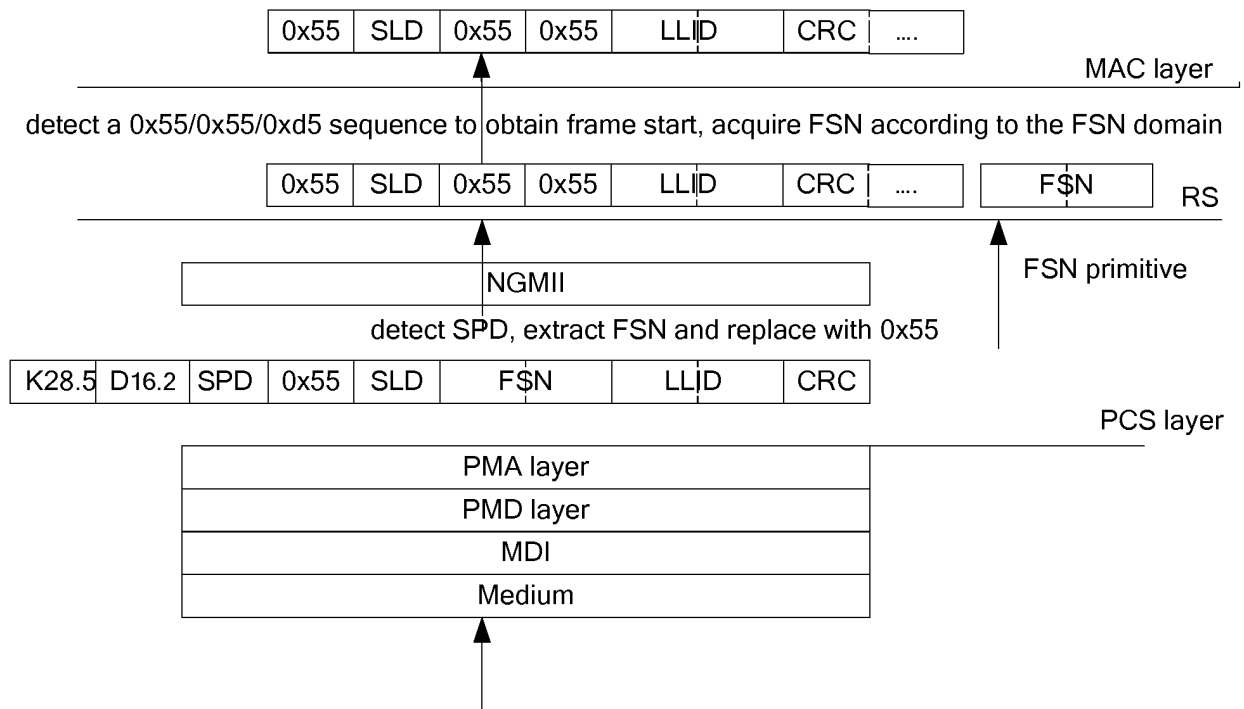 0x55 SLD 0x55 0x55 LLID CRC ....
MAC layer
detect a 0x55/0x55/0xd5 sequence to obtain frame start, acquire FSN according to the FSN domain
0x55 SLD 0x55 0x55 LLID CRC .... FSN
RS
FSN primitive
NGMII
detect SPD, extract FSN and replace with 0x55
K28.5 D16.2 SPD 0x55 SLD FSN LLID CRC
PCS layer
PMA layer
PMD layer
MDI
Medium